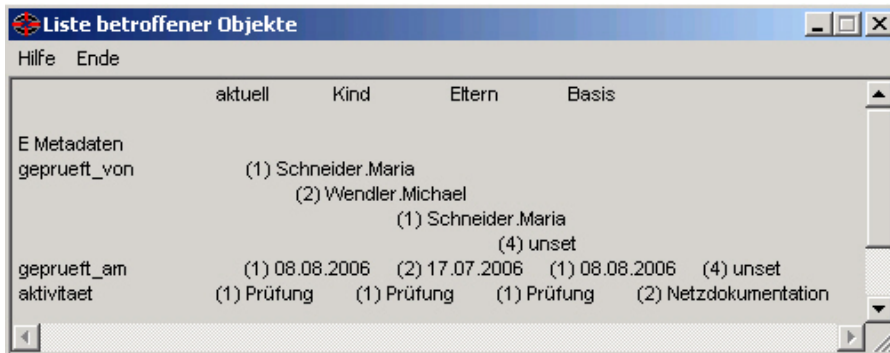 Liste betroffener Objekte
Hilfe Ende
aktuell Kind Eltern Basis
E Metadaten
geprueft_von (1) Schneider.Maria
(2) Wendler.Michael
(1) Schneider.Maria
(4) unset
geprueft_am (1) 08.08.2006 (2) 17.07.2006 (1) 08.08.2006 (4) unset
aktivitaet (1) Prüfung (1) Prüfung (1) Prüfung (2) Netzdokumentation